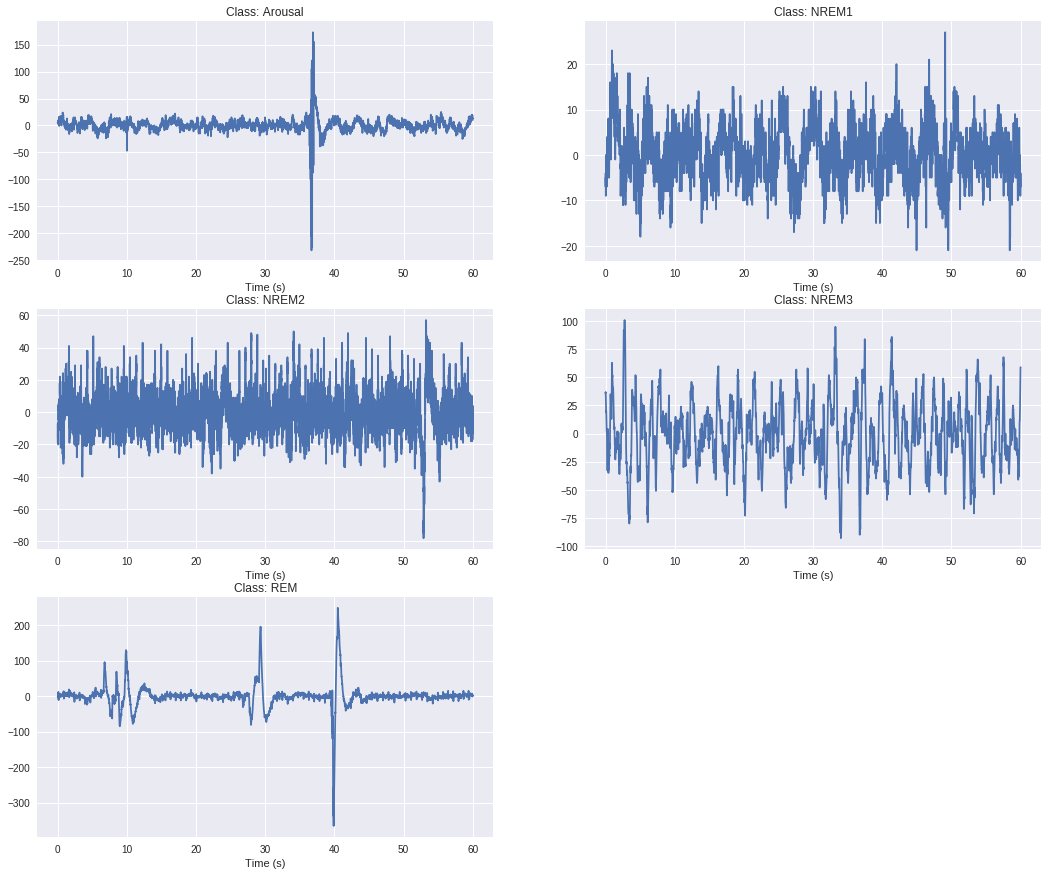 Class: Arousal
150
100
50
0
−50
−100
−150
−200
−250
0 10 20 30 40 50 60
Time (s)
Class: NREM1
20
10
0
−10
−20
0 10 20 30 40 50 60
Time (s)
Class: NREM2
60
40
20
0
−20
−40
−60
−80
0 10 20 30 40 50 60
Time (s)
Class: NREM3
100
75
50
25
0
−25
−50
−75
−100
0 10 20 30 40 50 60
Time (s)
Class: REM
200
100
0
−100
−200
−300
0 10 20 30 40 50 60
Time (s)